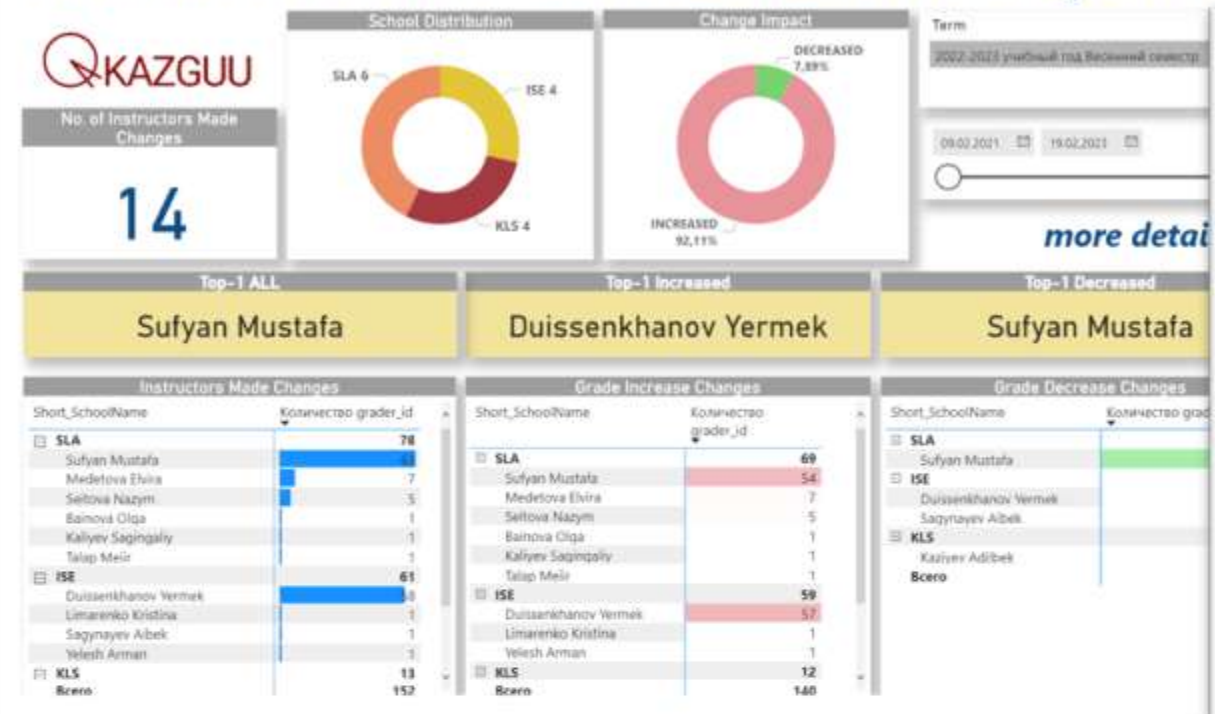 KAZGUU
No. of Instructors Made
Changes
14
School Distribution
SLA 6
ISE 4
KLS 4
Change Impact
DECREASED
7,89%
INCREASED
92,11%
Term
2022-2023 учебный год Весенний семестр
09.02.2021
19.02.2023
more detai
Top-1 ALL
Sufyan Mustafa
Top-1 Increased
Duissenkhanov Yermek
Top-1 Decreased
Sufyan Mustafa
Instructors Made Changes
Short_SchoolName Количество grader_id
SLA 78
Sufyan Mustafa
Medetova Elvira 7
Seitova Nazym 5
Bainova Olga 1
Kaliyev Sagingaliy 1
Talap Meiir 1
ISE 61
Duissenkhanov Yermek 58
Limarenko Kristina 1
Sagynayev Aibek 1
Yelesh Arman 1
KLS 13
Всего 152
Grade Increase Changes
Short_SchoolName Количество
grader_id
SLA 69
Sufyan Mustafa 54
Medetova Elvira 7
Seitova Nazym 5
Bainova Olga 1
Kaliyev Sagingaliy 1
Talap Meiir 1
ISE 59
Duissenkhanov Yermek 57
Limarenko Kristina 1
Yelesh Arman 1
KLS 12
Всего 140
Grade Decrease Changes
Short_SchoolName Количество grad
SLA
Sufyan Mustafa
ISE
Duissenkhanov Yermek
Sagynayev Aibek
KLS
Kaziyev Adilbek
Всего